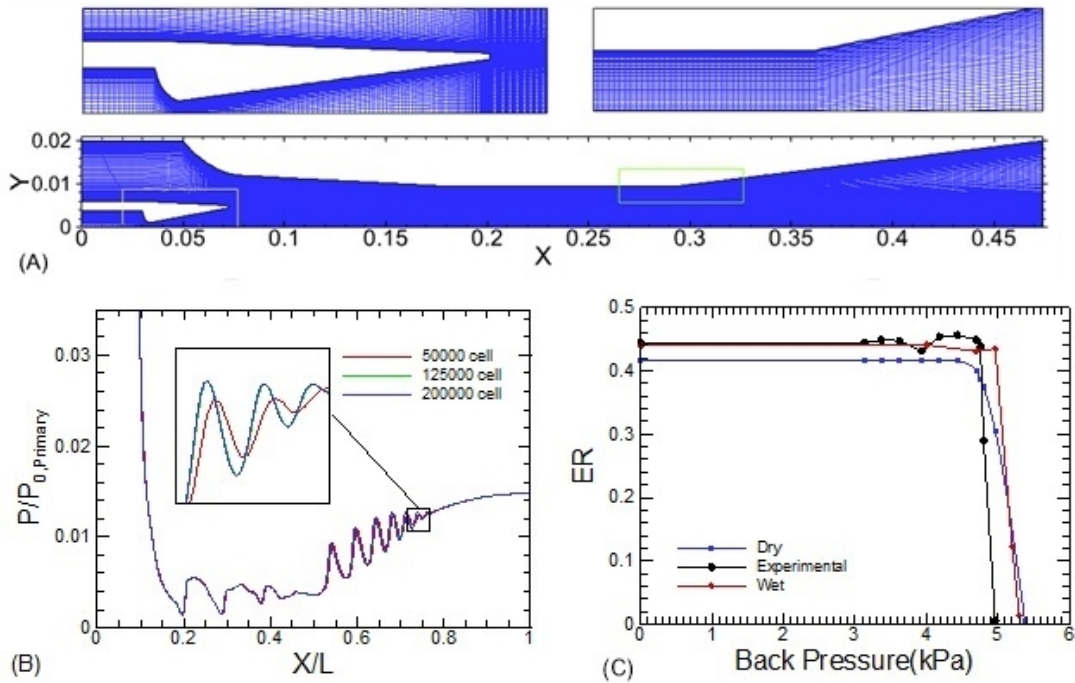 0.02
Y 0.01
0
0 0.05 0.1 0.15 0.2 0.25 0.3 0.35 0.4 0.45
X
(A)
0.03
0.02
0.01
0
P/P0,Primary
50000 cell
125000 cell
200000 cell
0 0.2 0.4 0.6 0.8 1
X/L
(B)
0.5
0.4
0.3
0.2
0.1
0
ER
Dry
Experimental
Wet
0 1 2 3 4 5 6
Back Pressure(kPa)
(C)